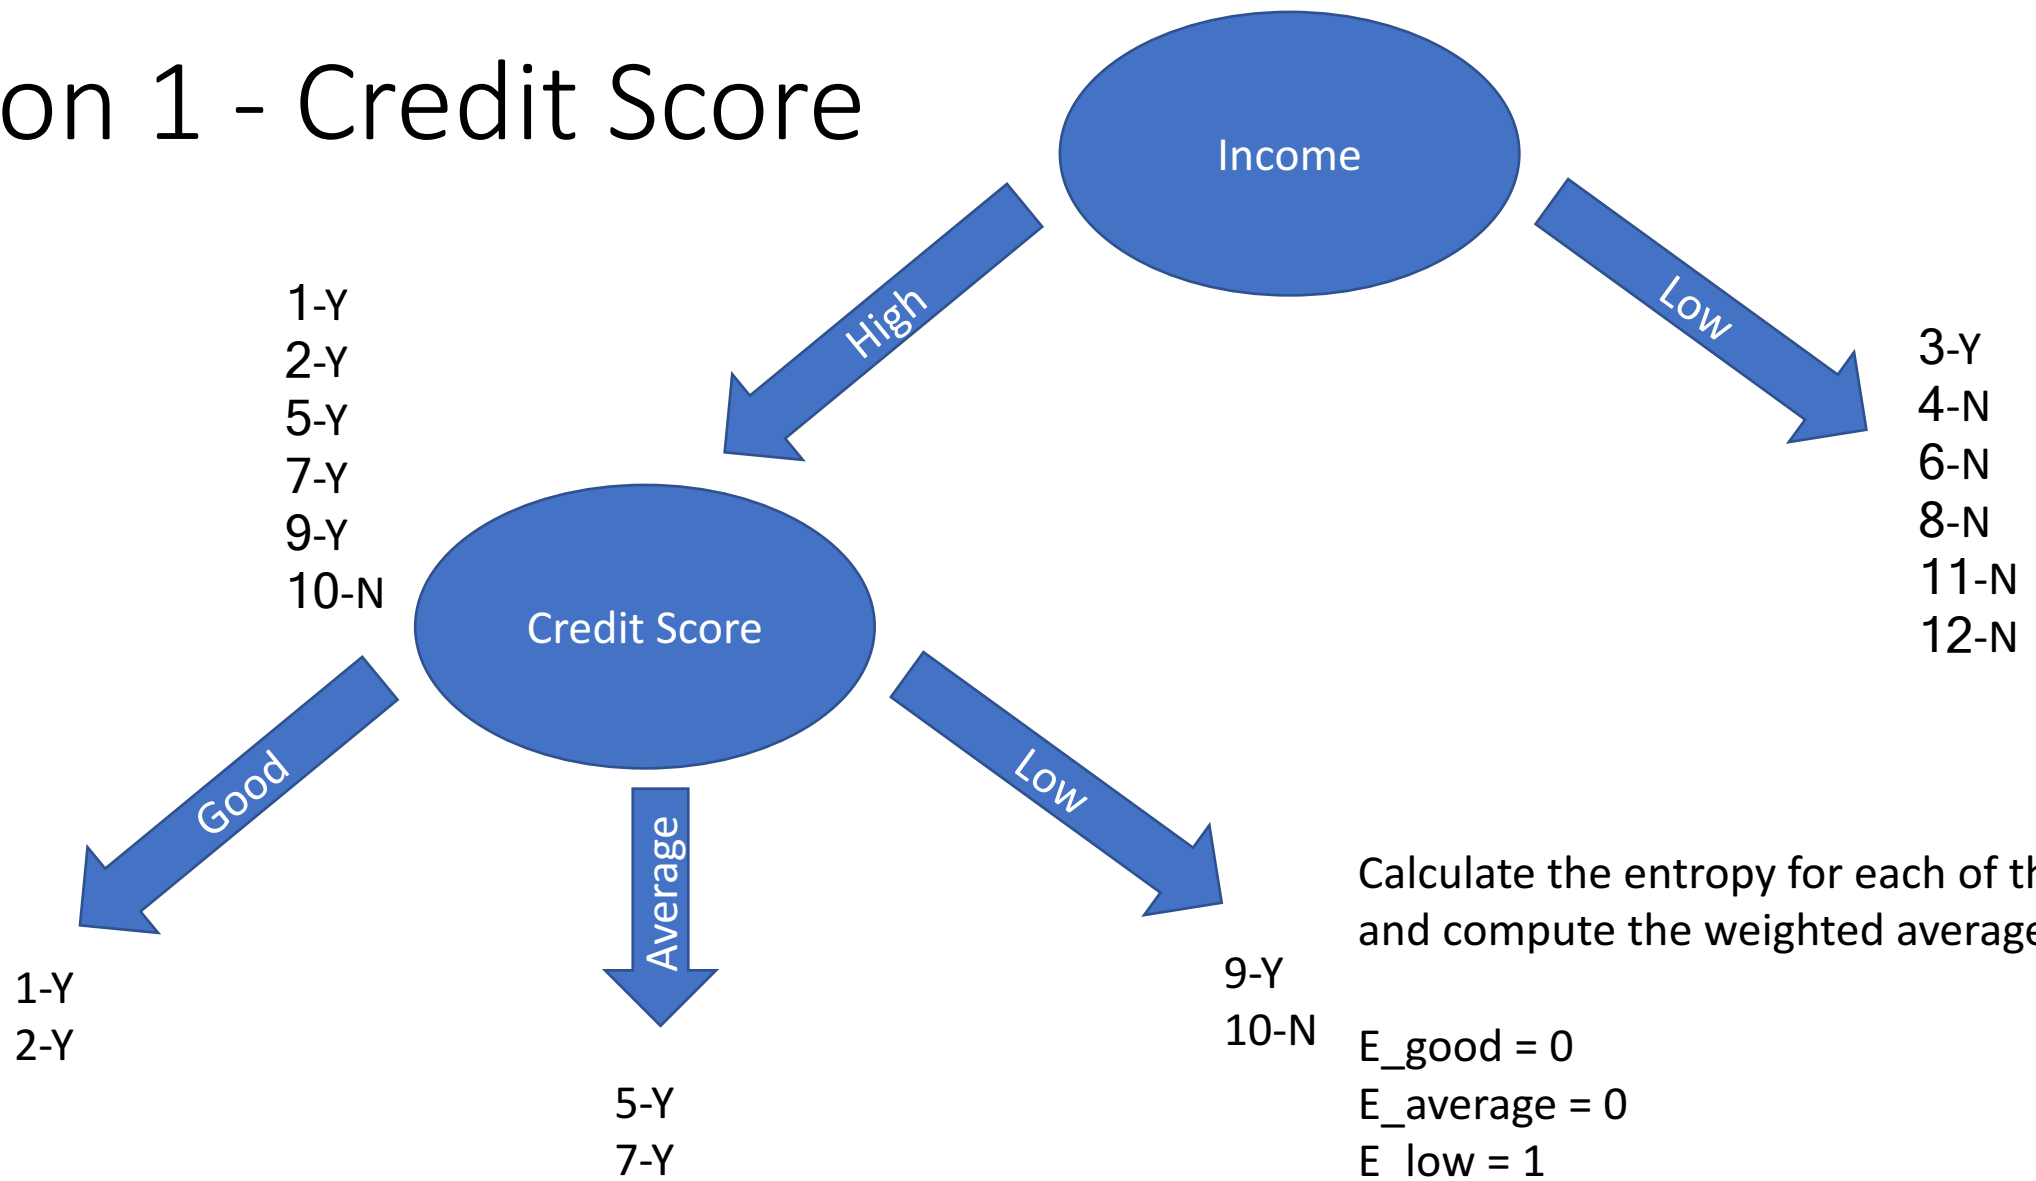 on 1 - Credit Score
Income
High
Low
1-Y
2-Y
5-Y
7-Y
9-Y
10-N
3-Y
4-N
6-N
8-N
11-N
12-N
Credit Score
Good
Average
Low
1-Y
2-Y
5-Y
7-Y
9-Y
10-N
Calculate the entropy for each of
and compute the weighted average
E_good = 0
E_average = 0
E_low = 1